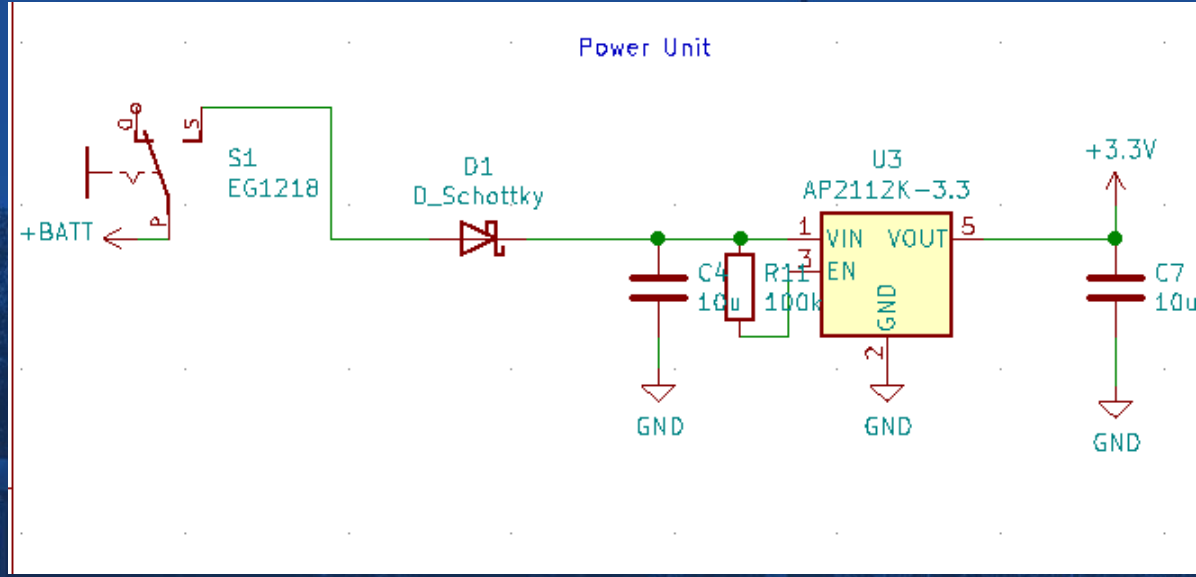 Power Unit
O
S
S1
EG1218
P
+BATT
D1
D_Schottky
C4
10u
R11
100k
U3
AP2112K-3.3
1
VIN
VOUT
5
3
EN
GND
2
+3.3V
C7
10u
GND
GND
GND